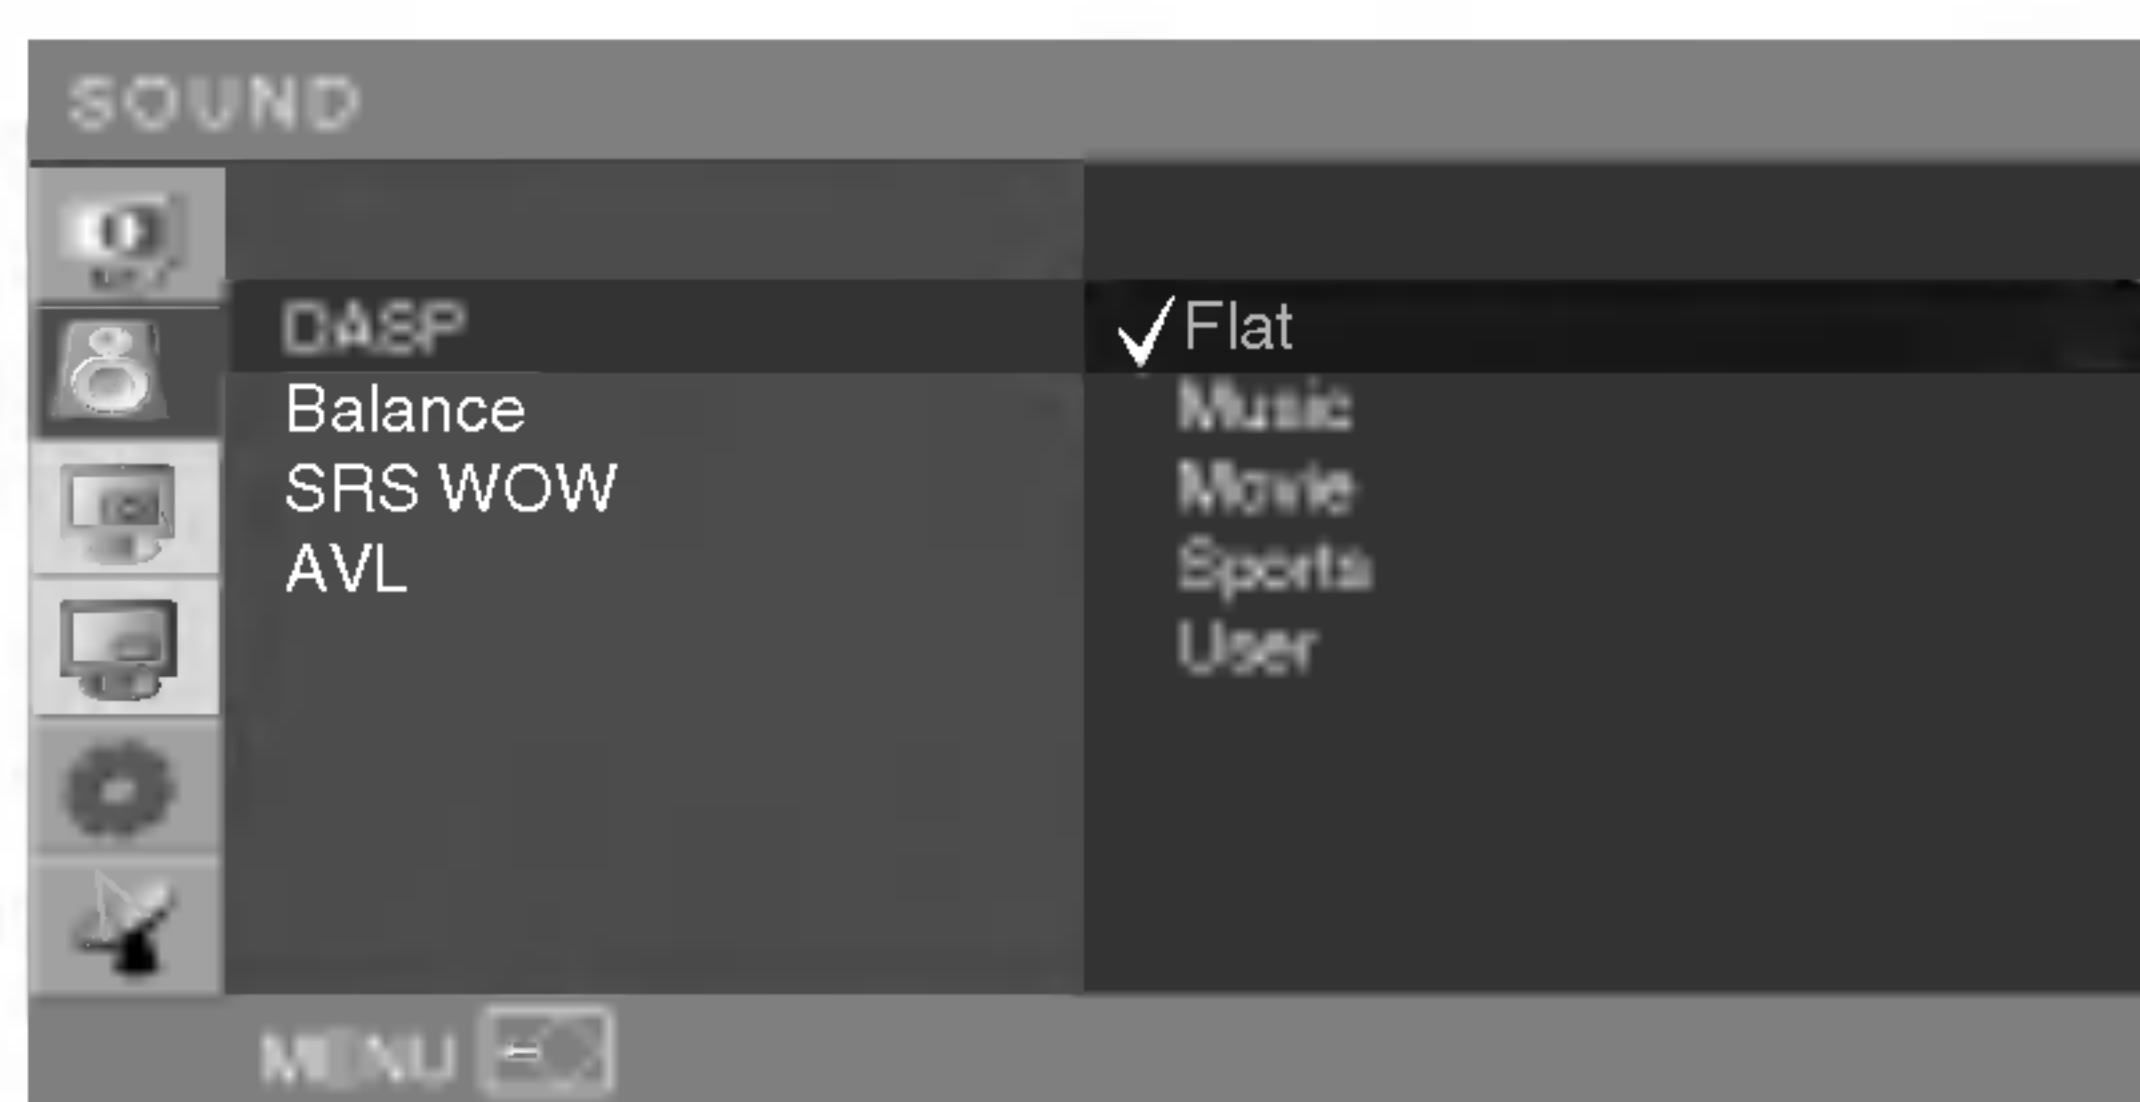 SOUND
DASP
Balance
SRS WOW
AVL
Flat
Music
Movie
Sports
User
MENU